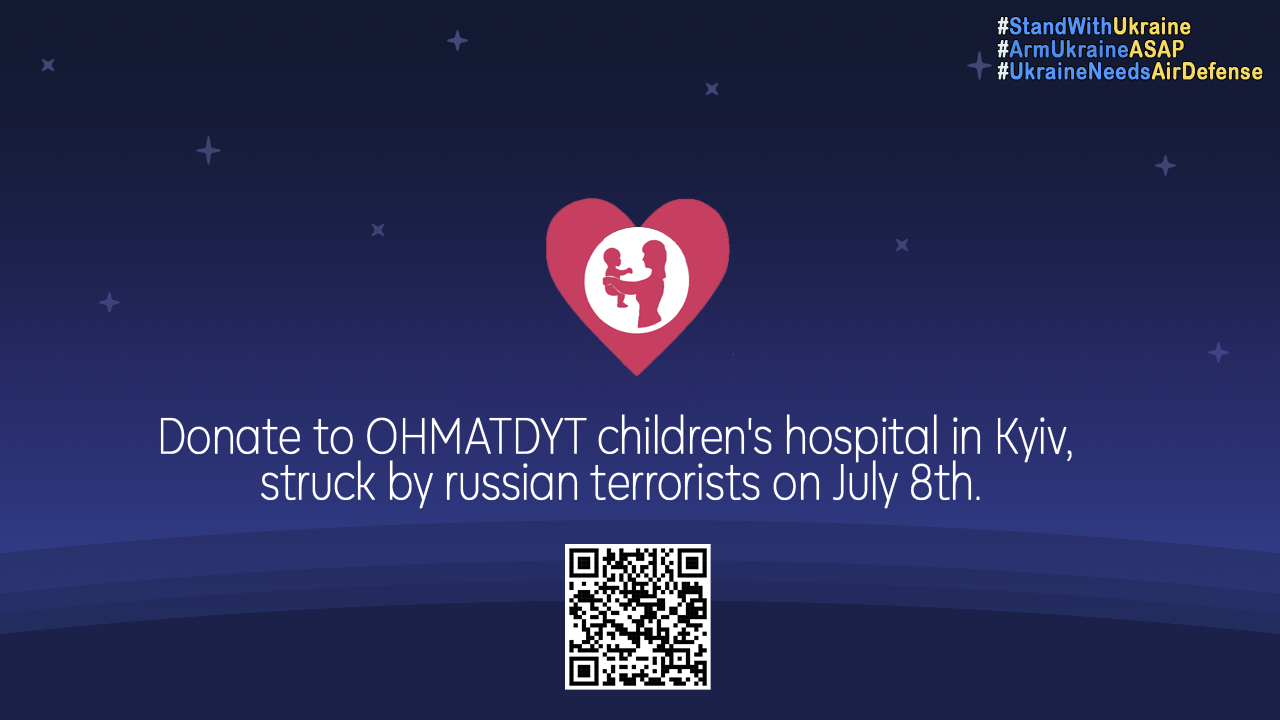 #StandWithUkraine
#ArmUkraineASAP
#UkraineNeedsAirDefense
Donate to OHMATDYT children's hospital in Kyiv,
struck by russian terrorists on July 8th.